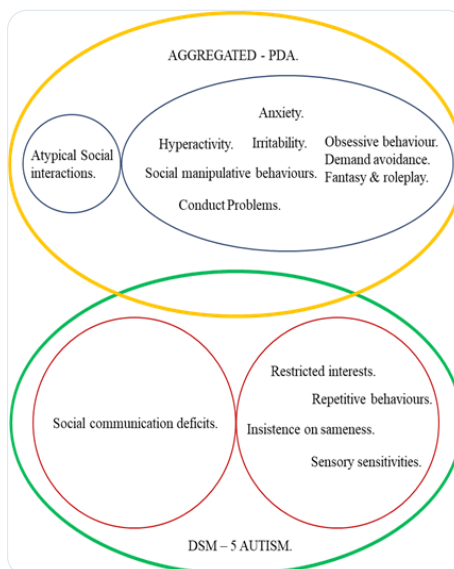 AGGREGATED - PDA.
Anxiety.
Hyperactivity. Irritability. Obsessive behaviour.
Atypical Social Demand avoidance.
interactions. Social manipulative behaviours. Fantasy & roleplay.
Conduct Problems.
Restricted interests.
Repetitive behaviours.
Social communication deficits. Insistence on sameness.
Sensory sensitivities.
DSM – 5 AUTISM.